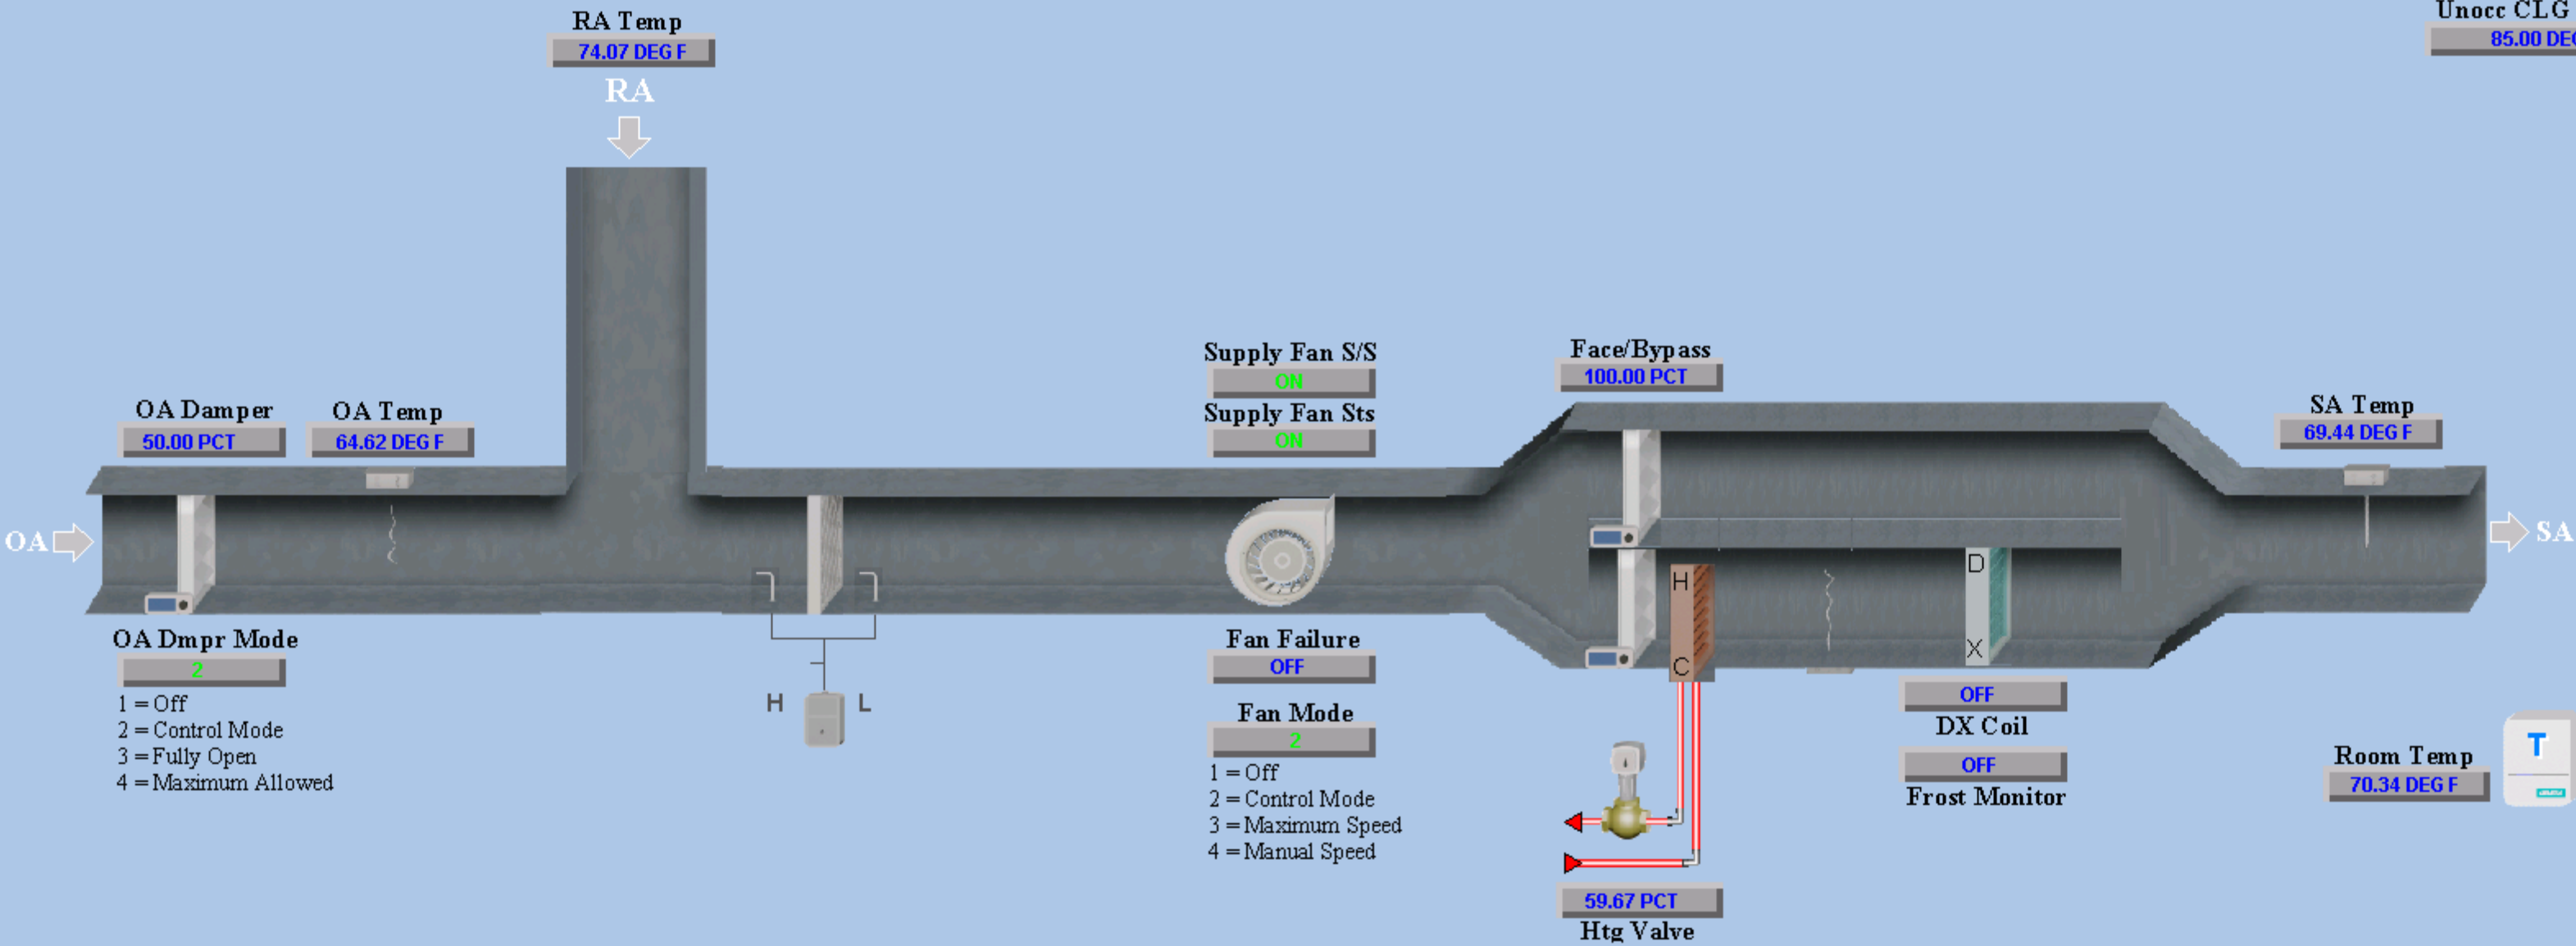 RA Temp
74.07 DEG F
RA
Unocc CLG
85.00
OA Damper
50.00 PCT
OA Temp
64.62 DEG F
OA
OA Dmpr Mode
2
1 = Off
2 = Control Mode
3 = Fully Open
4 = Maximum Allowed
H
L
Supply Fan S/S
ON
Supply Fan Sts
ON
Fan Failure
OFF
Fan Mode
2
1 = Off
2 = Control Mode
3 = Maximum Speed
4 = Manual Speed
Face/Bypass
100.00 PCT
H
C
59.67 PCT
Htg Valve
D
X
OFF
DX Coil
OFF
Frost Monitor
SA Temp
69.44 DEG F
SA
Room Temp
70.34 DEG F
T